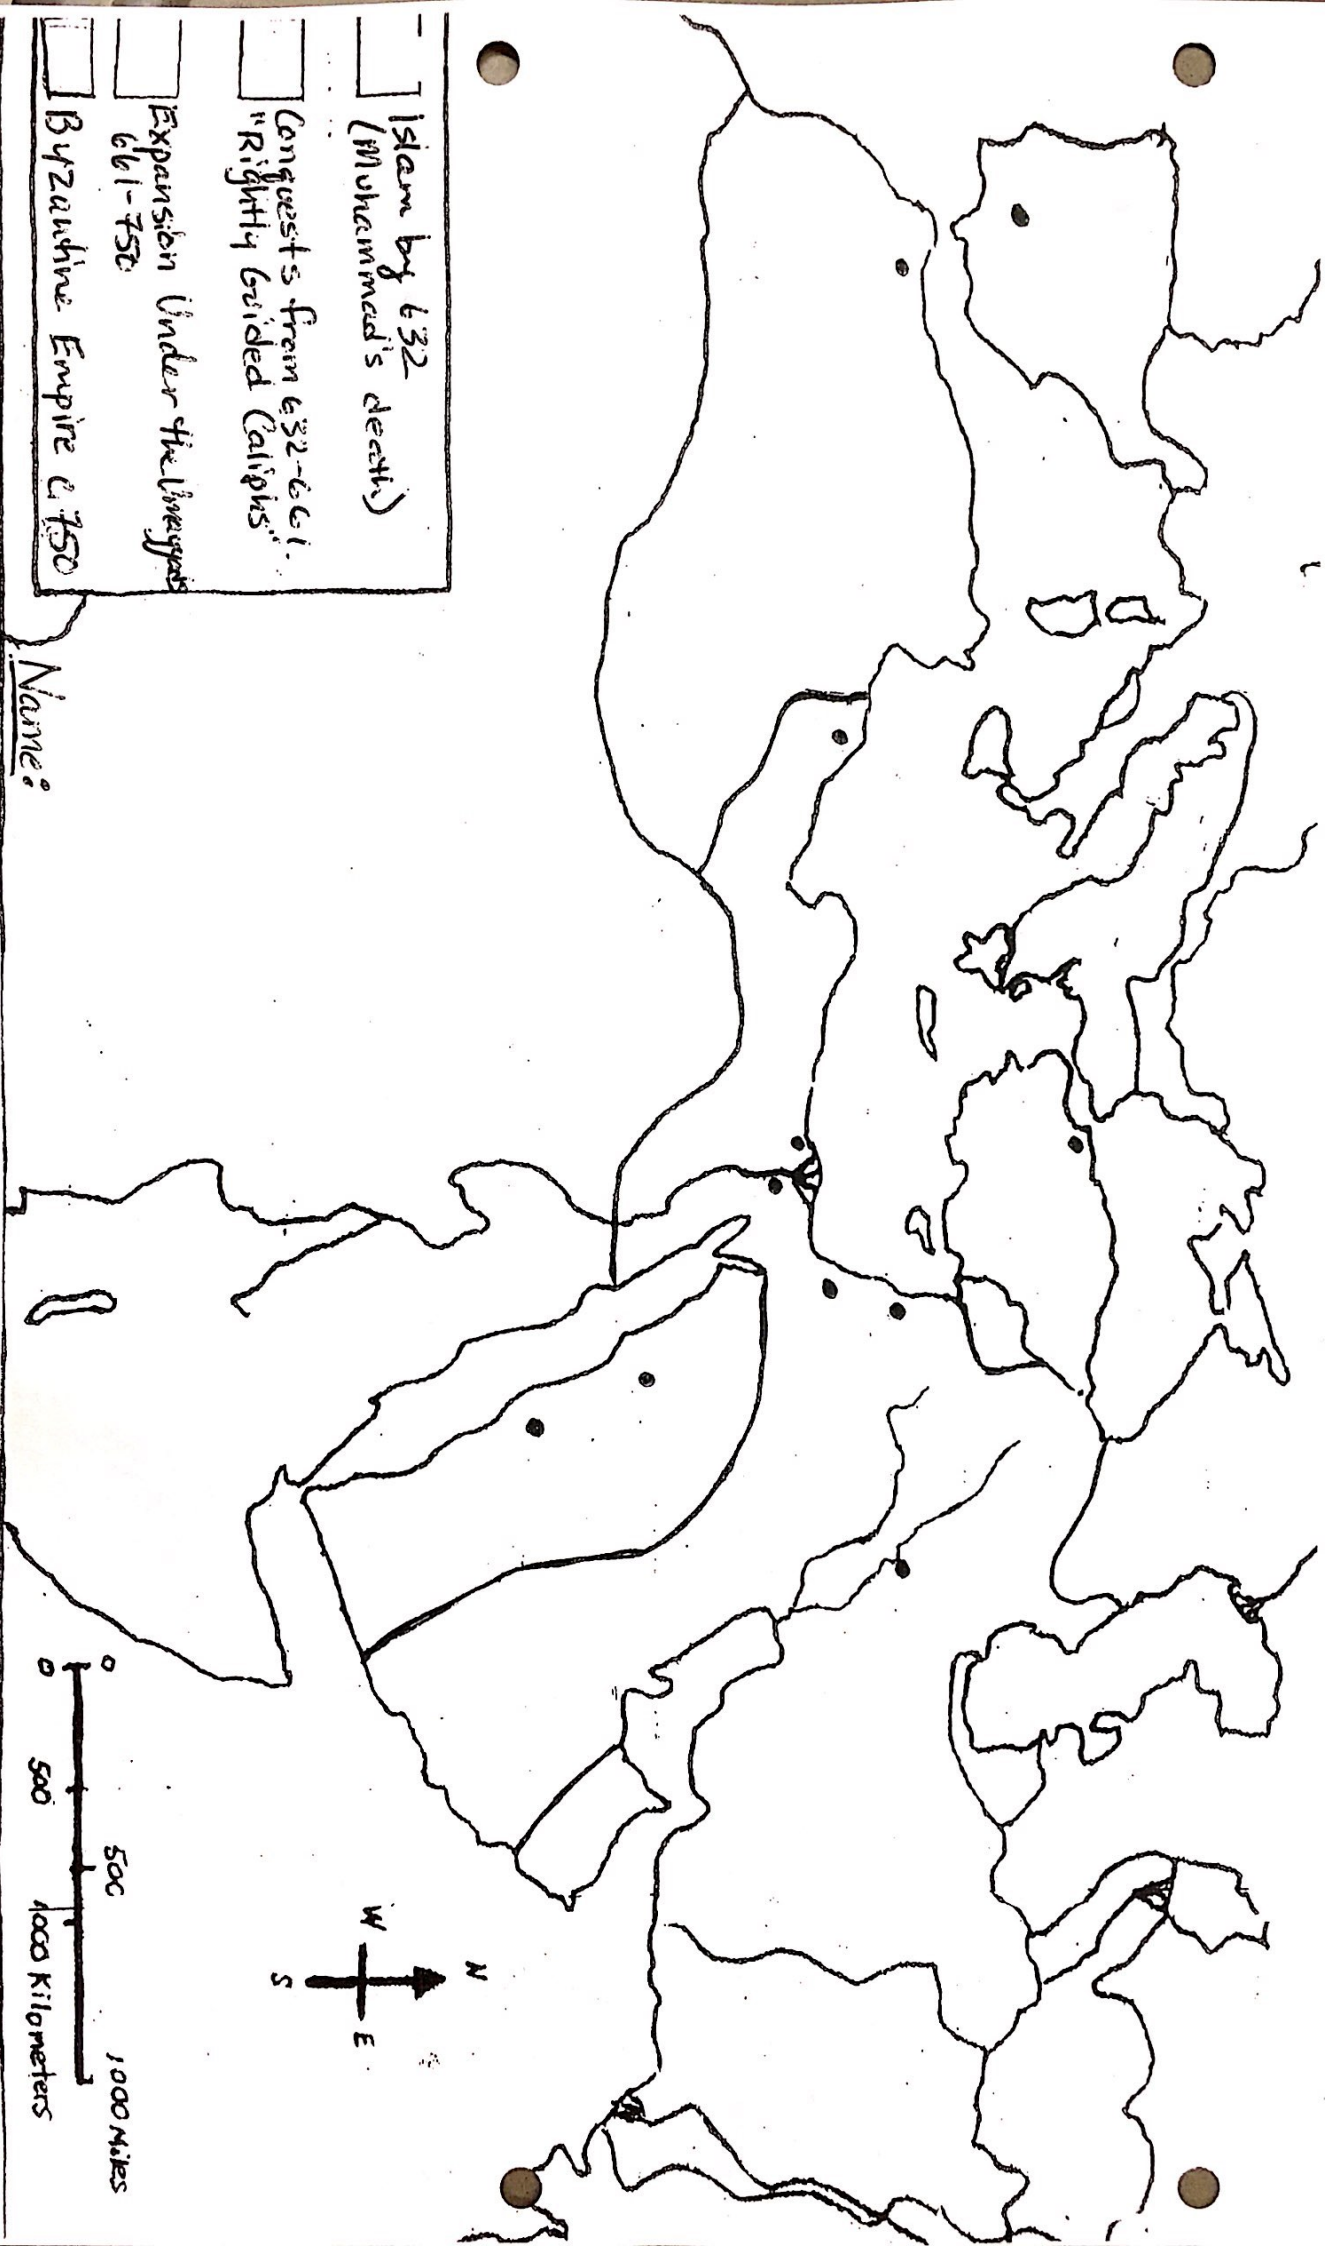 Islam by 632
(Muhammad's death)
Conquests from 632-661.
"Rightly Guided Caliphs"
Expansion Under the Umayyads
661-750
Byzantine Empire c.750
Name:
N
W
E
S
0
500
1000 Miles
0
500
1000 Kilometers